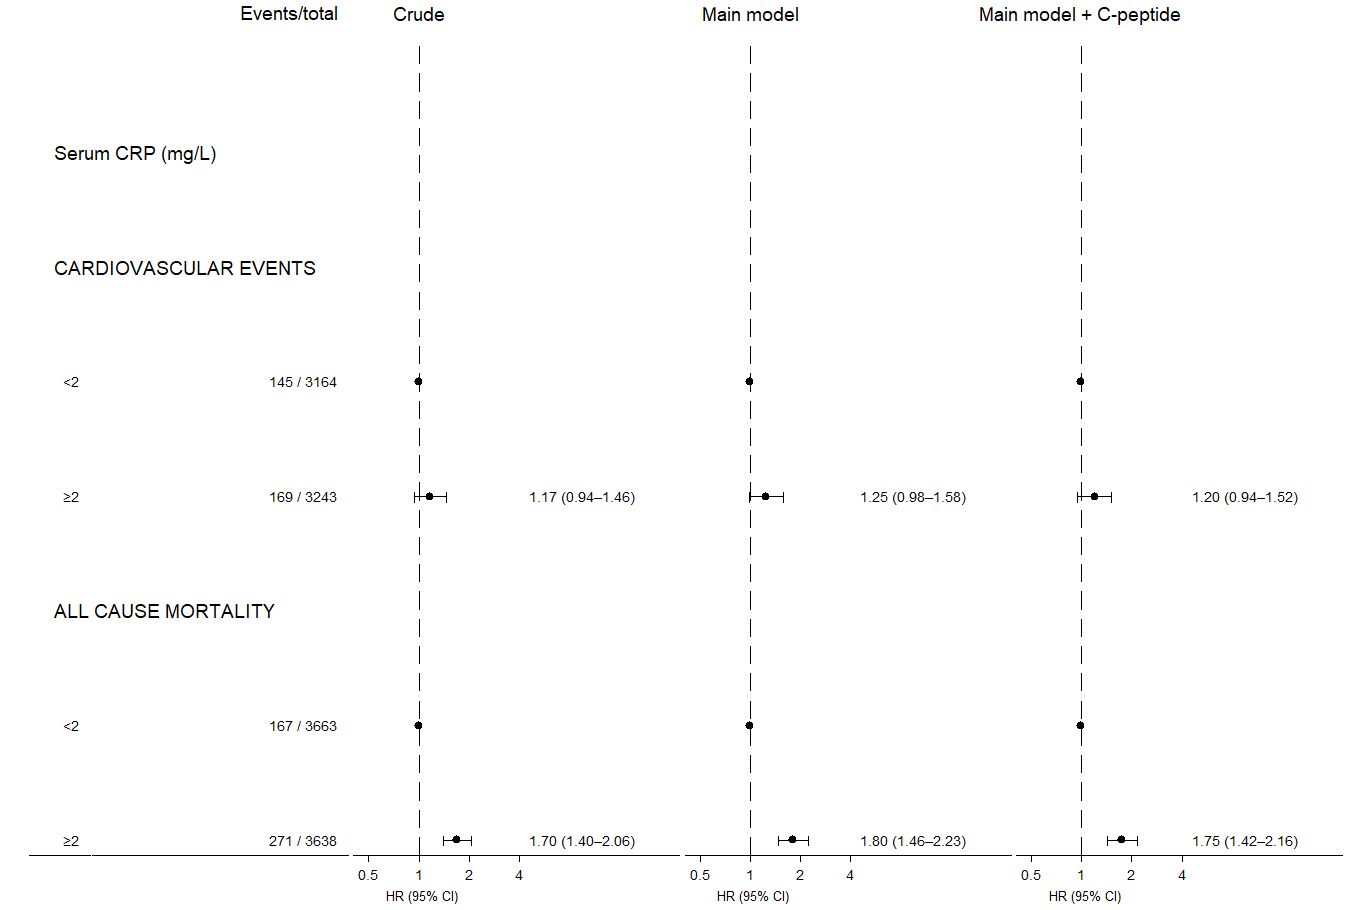 Events/total Crude Main model Main model + C-peptide
Serum CRP (mg/L)
CARDIOVASCULAR EVENTS
<2 145 / 3164
≥2 169 / 3243 1.17 (0.94–1.46) 1.25 (0.98–1.58) 1.20 (0.94–1.52)
ALL CAUSE MORTALITY
<2 167 / 3663
≥2 271 / 3638 1.70 (1.40–2.06) 1.80 (1.46–2.23) 1.75 (1.42–2.16)
0.5 1 2 4 0.5 1 2 4 0.5 1 2 4
HR (95% CI) HR (95% CI) HR (95% CI)